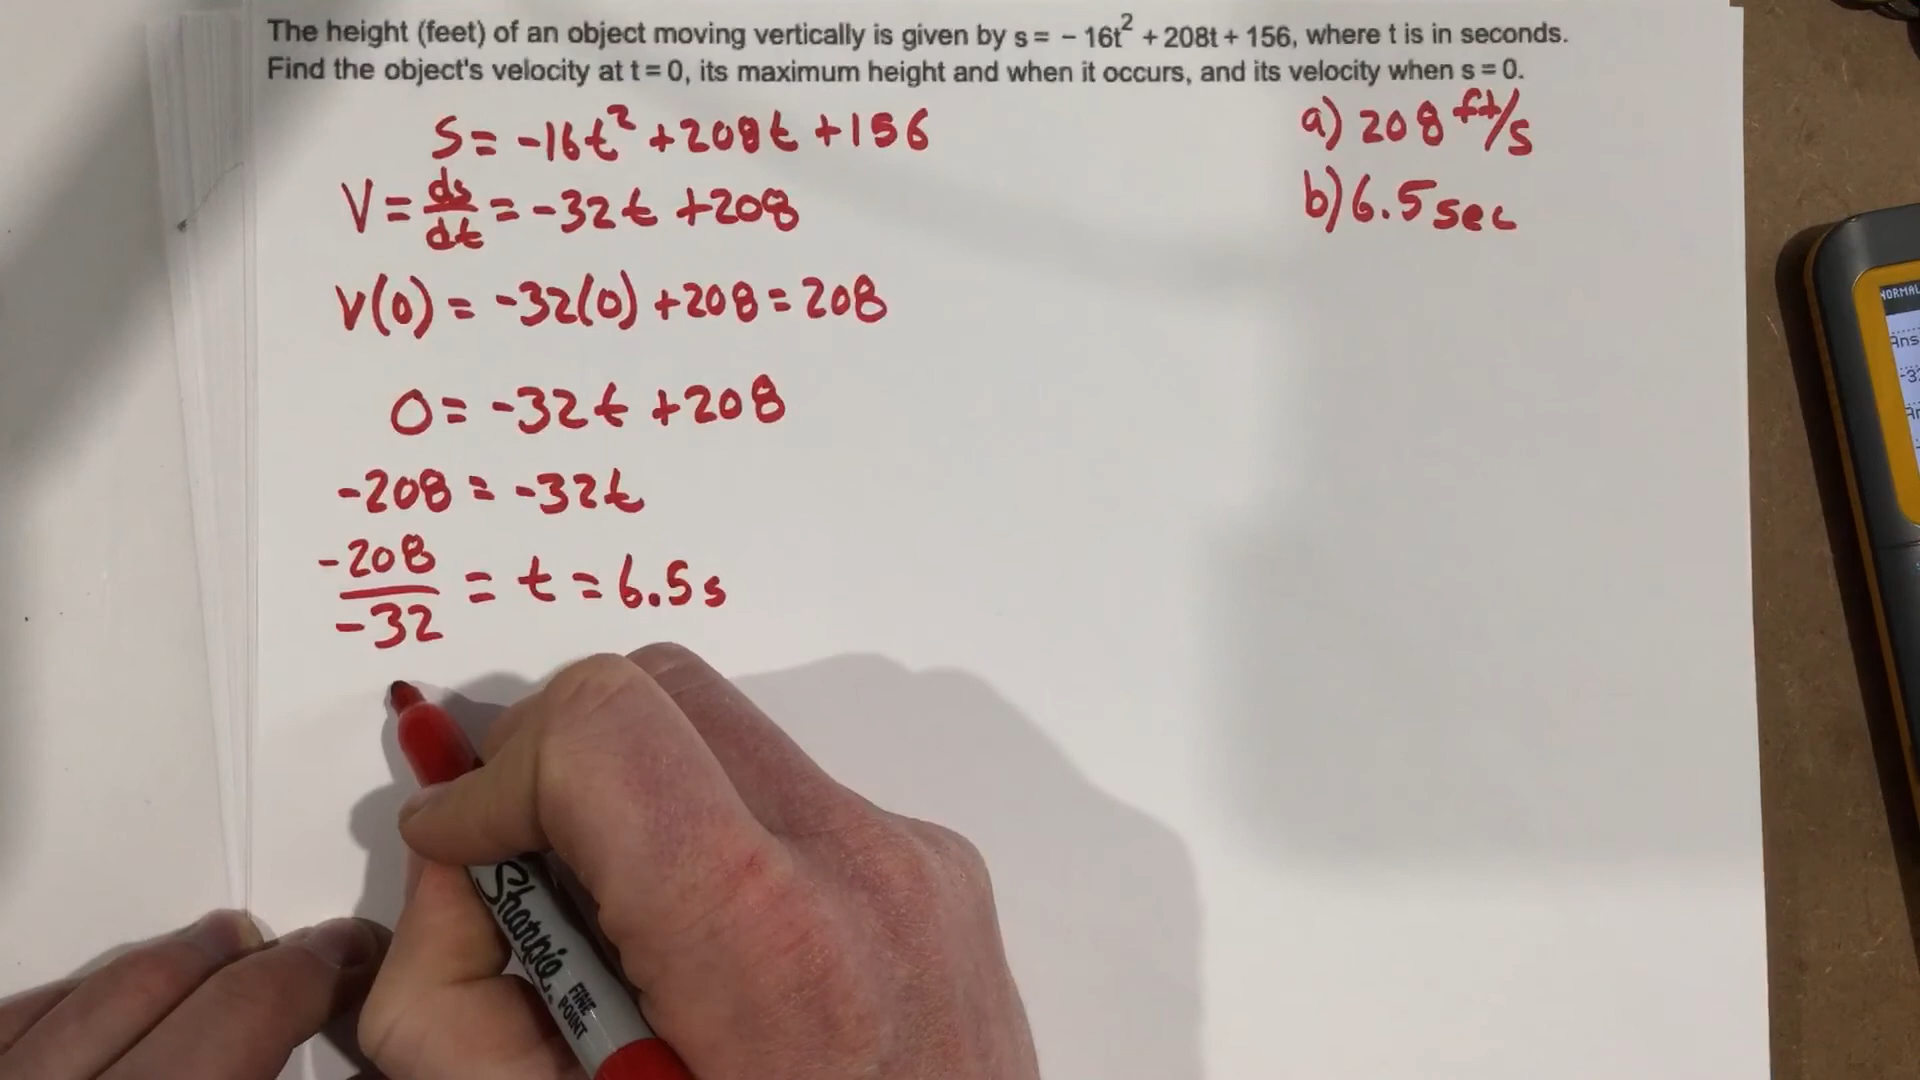 The height (feet) of an object moving vertically is given by s = − 16t² + 208t + 156, where t is in seconds.
Find the object's velocity at t = 0, its maximum height and when it occurs, and its velocity when s = 0.
S = -16t² + 208t + 156
V = ds/dt = -32t + 208
V(0) = -32(0) + 208 = 208
0 = -32t + 208
-208 = -32t
-208/-32 = t = 6.5s
a) 208 ft/s
b) 6.5 sec
NORMAL
Ans
Sharpie.
FINE POINT